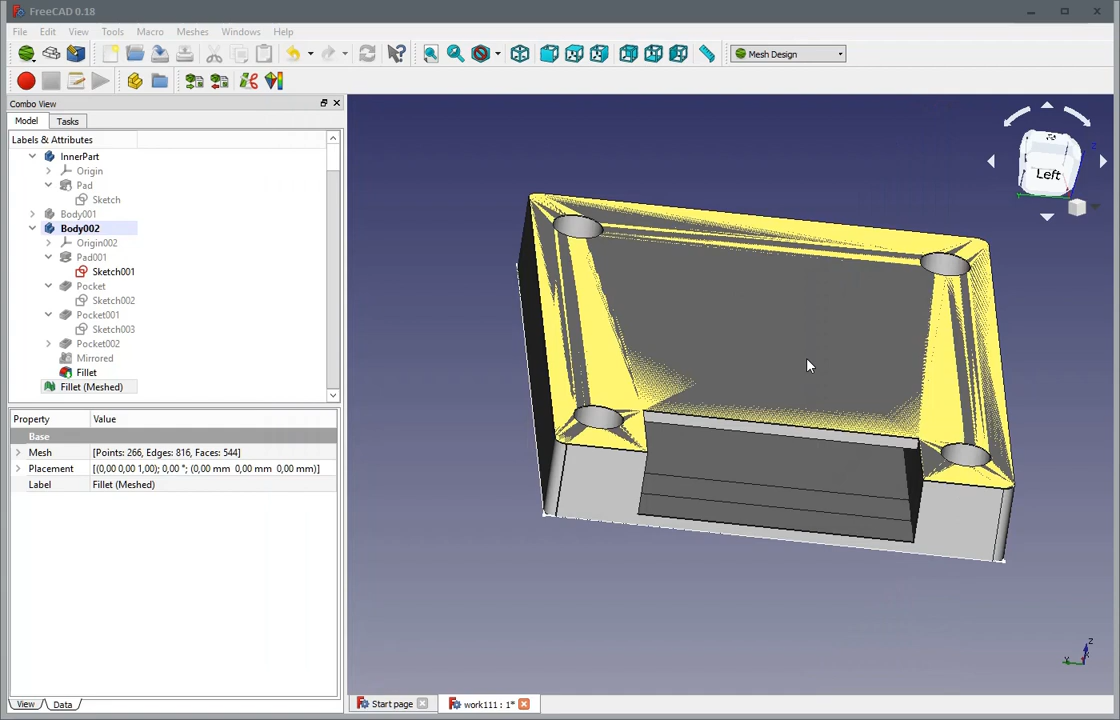 FreeCAD 0.18
File Edit View Tools Macro Meshes Windows Help
Mesh Design
Combo View
Model Tasks
Labels & Attributes
InnerPart
Origin
Pad
Sketch
Body001
Body002
Origin002
Pad001
Sketch001
Pocket
Sketch002
Pocket001
Sketch003
Pocket002
Mirrored
Fillet
Fillet (Meshed)
Property Value
Base
Mesh [Points: 266, Edges: 816, Faces: 544]
Placement [(0,00 0,00 1,00); 0,00 °; (0,00 mm 0,00 mm 0,00 mm)]
Label Fillet (Meshed)
View Data
Left
Z
Z
Start page
work111 : 1*